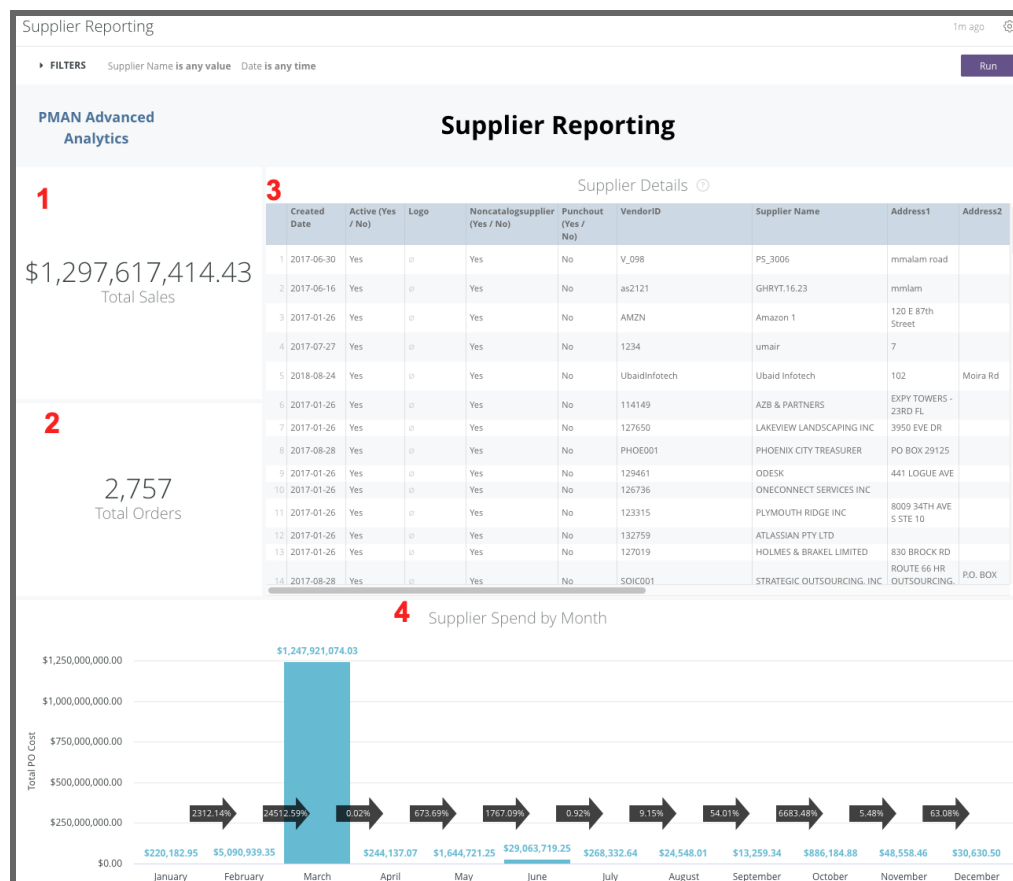 Supplier Reporting
1m ago
FILTERS Supplier Name is any value Date is any time
Run
PMAN Advanced
Analytics
Supplier Reporting
1
$1,297,617,414.43
Total Sales
2
2,757
Total Orders
3
Supplier Details
Created Date Active (Yes / No) Logo Noncatalogsupplier (Yes / No) Punchout (Yes / No) VendorID Supplier Name Address1 Address2
1 2017-06-30 Yes ∅ Yes No V_098 PS_3006 mmalam road
2 2017-06-16 Yes ∅ Yes No as2121 GHRYT.16.23 mmlam
3 2017-01-26 Yes ∅ Yes No AMZN Amazon 1 120 E 87th Street
4 2017-07-27 Yes ∅ Yes No 1234 umair 7
5 2018-08-24 Yes ∅ Yes No UbaidInfotech Ubaid Infotech 102 Moira Rd
6 2017-01-26 Yes ∅ Yes No 114149 AZB & PARTNERS EXPY TOWERS - 23RD FL
7 2017-01-26 Yes ∅ Yes No 127650 LAKEVIEW LANDSCAPING INC 3950 EVE DR
8 2017-08-28 Yes ∅ Yes No PHOE001 PHOENIX CITY TREASURER PO BOX 29125
9 2017-01-26 Yes ∅ Yes No 129461 ODESK 441 LOGUE AVE
10 2017-01-26 Yes ∅ Yes No 126736 ONECONNECT SERVICES INC
11 2017-01-26 Yes ∅ Yes No 123315 PLYMOUTH RIDGE INC 8009 34TH AVE S STE 10
12 2017-01-26 Yes ∅ Yes No 132759 ATLASSIAN PTY LTD
13 2017-01-26 Yes ∅ Yes No 127019 HOLMES & BRAKEL LIMITED 830 BROCK RD
14 2017-08-28 Yes ∅ Yes No SOIC001 STRATEGIC OUTSOURCING, INC ROUTE 66 HR OUTSOURCING, P.O. BOX
4
Supplier Spend by Month
Total PO Cost
$1,250,000,000.00
$1,000,000,000.00
$750,000,000.00
$500,000,000.00
$250,000,000.00
$0.00
$1,247,921,074.03
2312.14% 24512.59% 0.02% 673.69% 1767.09% 0.92% 9.15% 54.01% 6683.48% 5.48% 63.08%
$220,182.95 $5,090,939.35 $244,137.07 $1,644,721.25 $29,063,719.25 $268,332.64 $24,548.01 $13,259.34 $886,184.88 $48,558.46 $30,630.50
January February March April May June July August September October November December